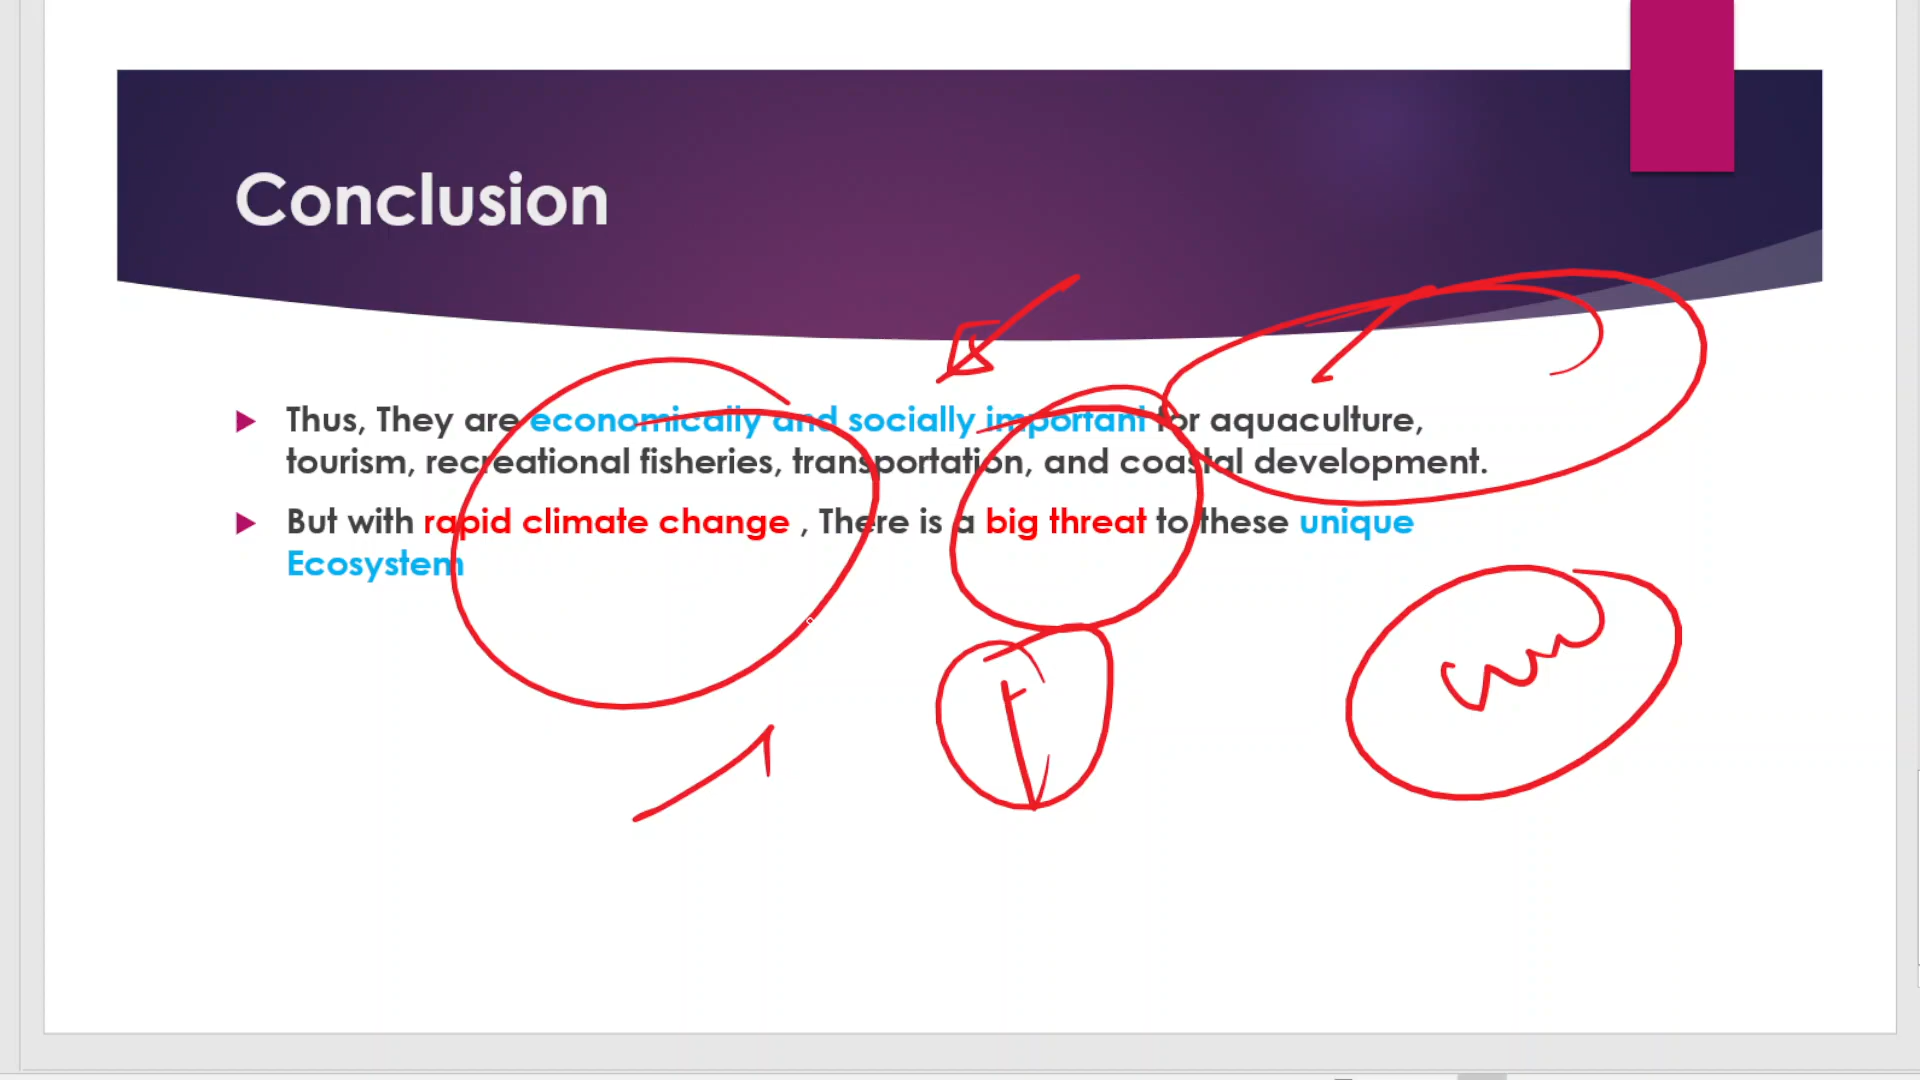 Conclusion
Thus, They are economically and socially important for aquaculture,
tourism, recreational fisheries, transportation, and coastal development.
But with rapid climate change , There is a big threat to these unique
Ecosystem